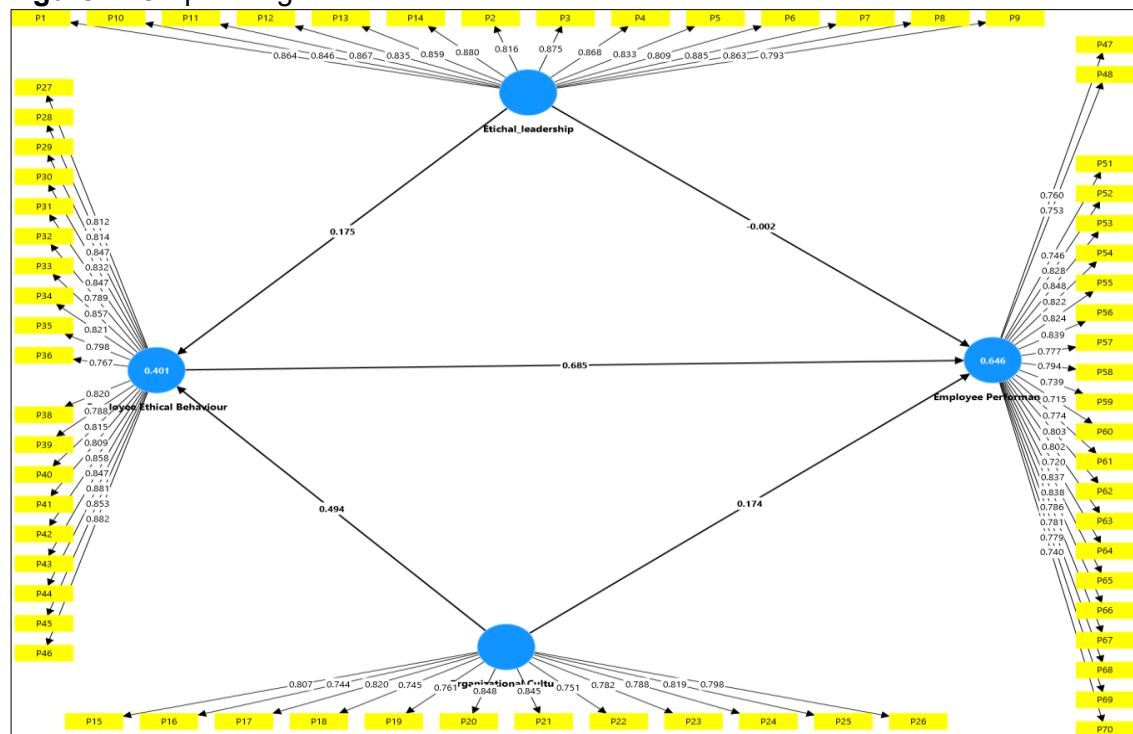 P1 P10 P11 P12 P13 P14 P2 P3 P4 P5 P6 P7 P8 P9
0.864 0.846 0.867 0.835 0.859 0.880 0.816 0.875 0.868 0.833 0.809 0.885 0.863 0.793
Etichal_leadership
P27
P28
P29
P30
P31
P32
P33
P34
P35
P36
P38
P39
P40
P41
P42
P43
P44
P45
P46
0.812
0.814
0.847
0.832
0.847
0.789
0.857
0.821
0.798
0.767
0.820
0.788
0.815
0.809
0.858
0.847
0.881
0.853
0.882
0.401
loyee Ethical Behaviour
0.175
-0.002
0.685
0.494
0.174
P47
P48
P51
P52
P53
P54
P55
P56
P57
P58
P59
P60
P61
P62
P63
P64
P65
P66
P67
P68
P69
P70
0.760
0.753
0.746
0.828
0.848
0.822
0.824
0.839
0.777
0.794
0.739
0.715
0.774
0.803
0.802
0.720
0.837
0.838
0.786
0.781
0.779
0.740
0.646
Employee Performan
rganizational Cultu
0.807 0.744 0.820 0.745 0.761 0.848 0.845 0.751 0.782 0.788 0.819 0.798
P15 P16 P17 P18 P19 P20 P21 P22 P23 P24 P25 P26